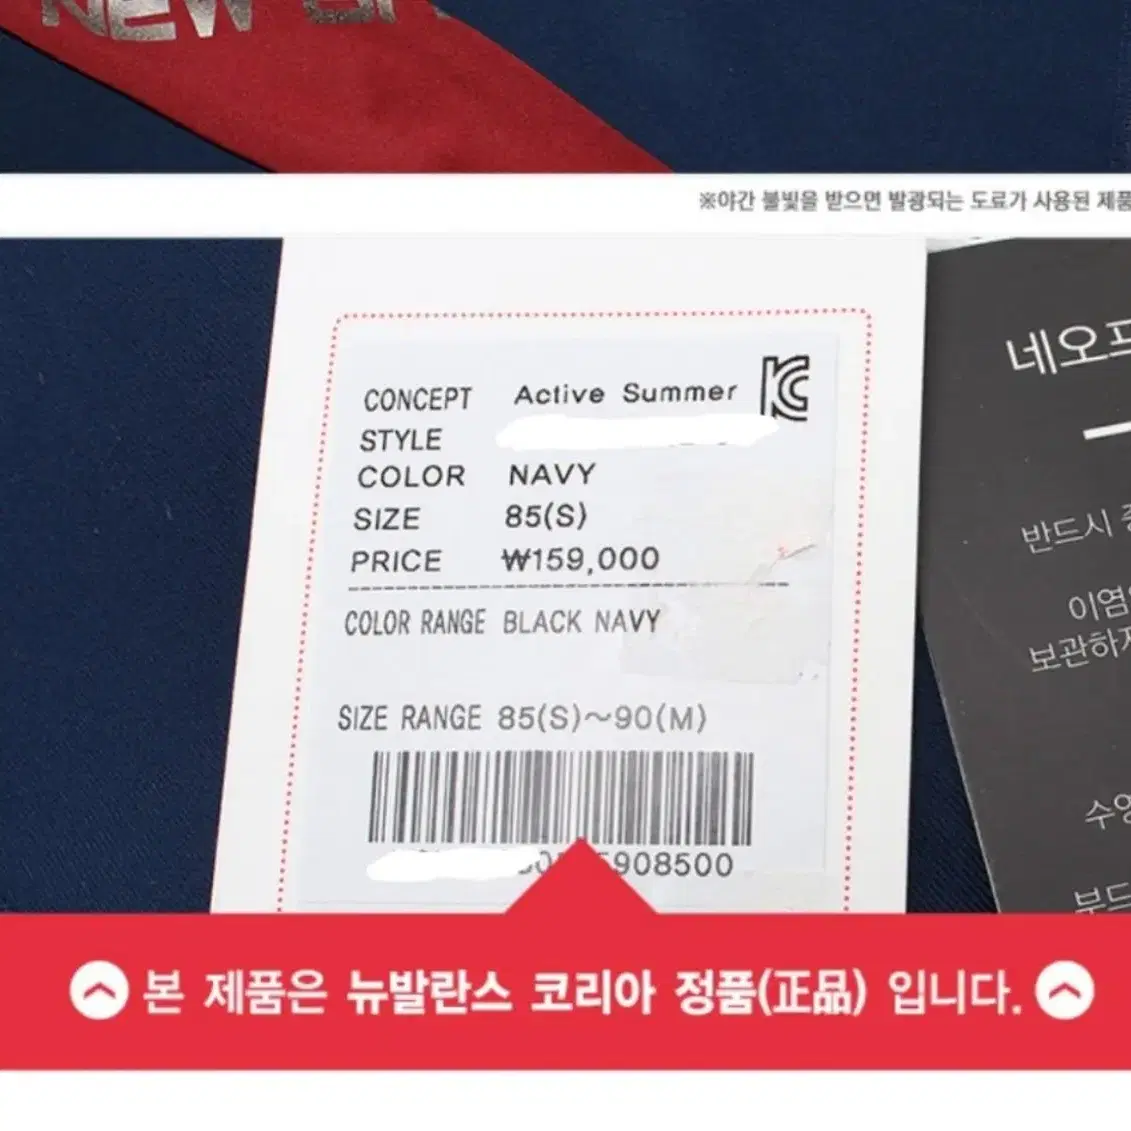 NEW
※야간 불빛을 받으면 발광되는 도료가 사용된 제품
CONCEPT Active Summer
STYLE
COLOR NAVY
SIZE 85(S)
PRICE ₩159,000
COLOR RANGE BLACK NAVY
SIZE RANGE 85(S)~90(M)
908500
네오프
반드시
이염
보관하
수영
부드
본 제품은 뉴발란스 코리아 정품(正品) 입니다.